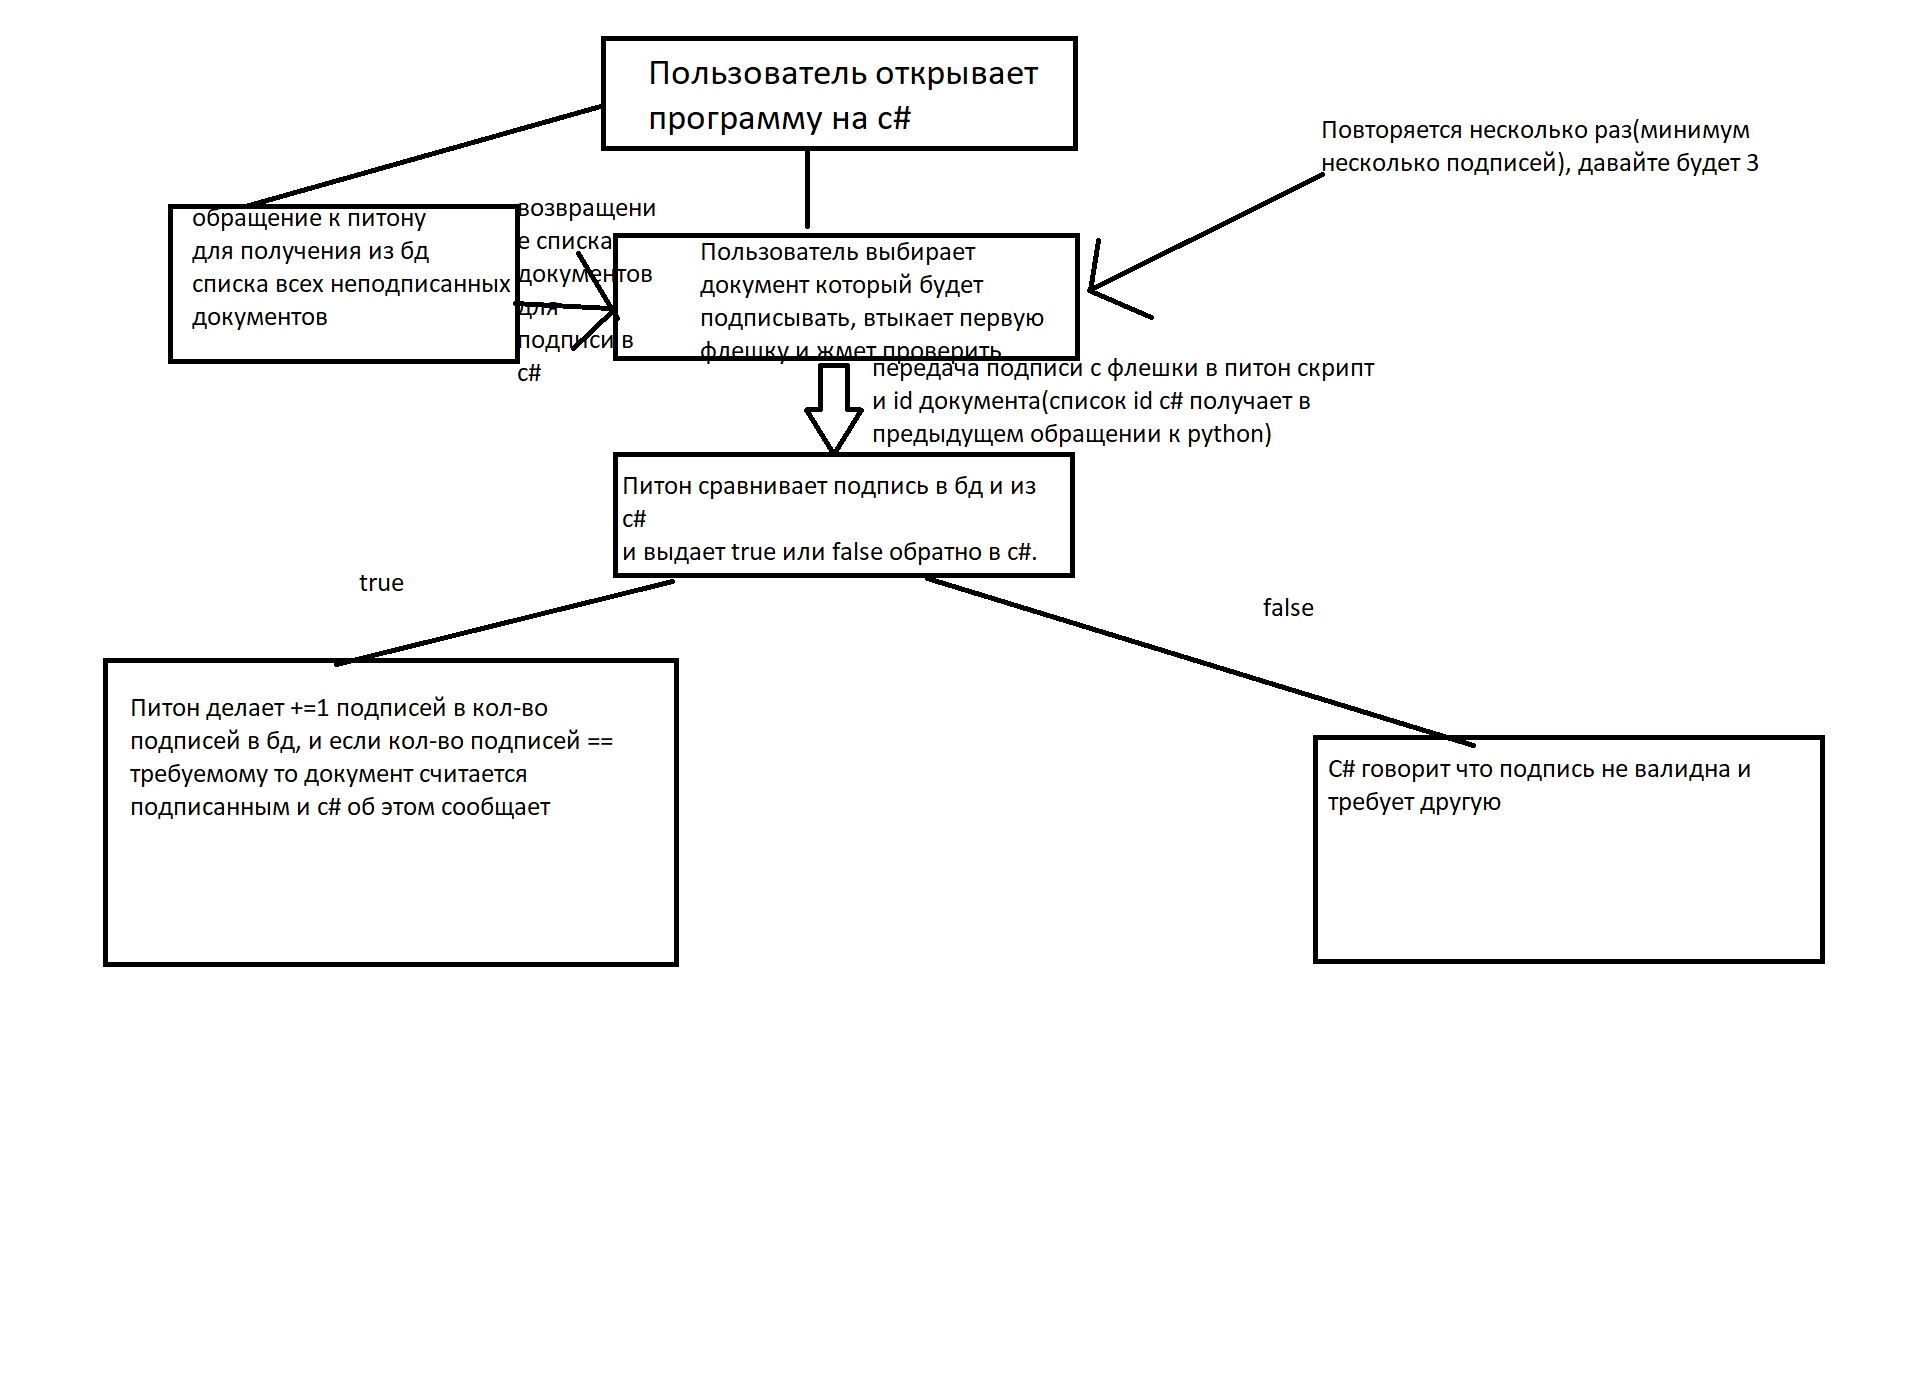 Пользователь открывает
программу на с#
Повторяется несколько раз(минимум
несколько подписей), давайте будет 3
обращение к питону
для получения из бд
списка всех неподписанных
документов
возвращени
е списка
документов
для
подписи в
с#
Пользователь выбирает
документ который будет
подписывать, втыкает первую
флешку и жмет проверить
передача подписи с флешки в питон скрипт
и id документа(список id с# получает в
предыдущем обращении к python)
Питон сравнивает подпись в бд и из
с#
и выдает true или false обратно в с#.
true
false
Питон делает +=1 подписей в кол-во
подписей в бд, и если кол-во подписей ==
требуемому то документ считается
подписанным и с# об этом сообщает
С# говорит что подпись не валидна и
требует другую